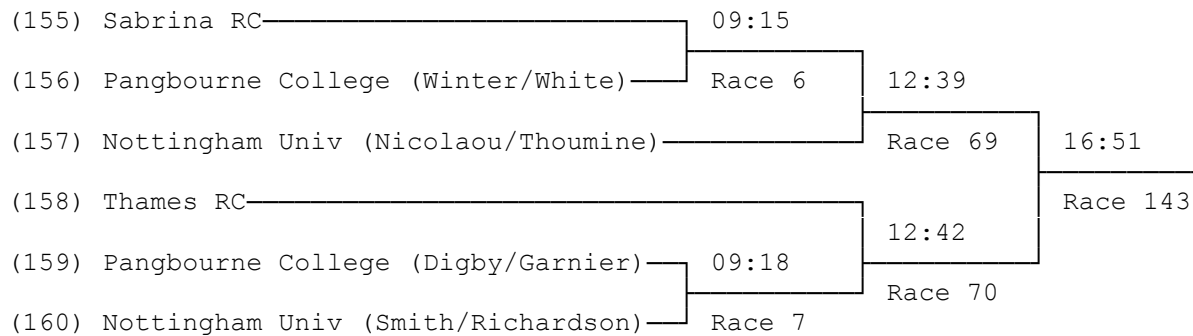 (155) Sabrina RC 09:15
(156) Pangbourne College (Winter/White) Race 6 12:39
(157) Nottingham Univ (Nicolaou/Thoumine) Race 69 16:51
(158) Thames RC Race 143
12:42
(159) Pangbourne College (Digby/Garnier) 09:18
Race 70
(160) Nottingham Univ (Smith/Richardson) Race 7